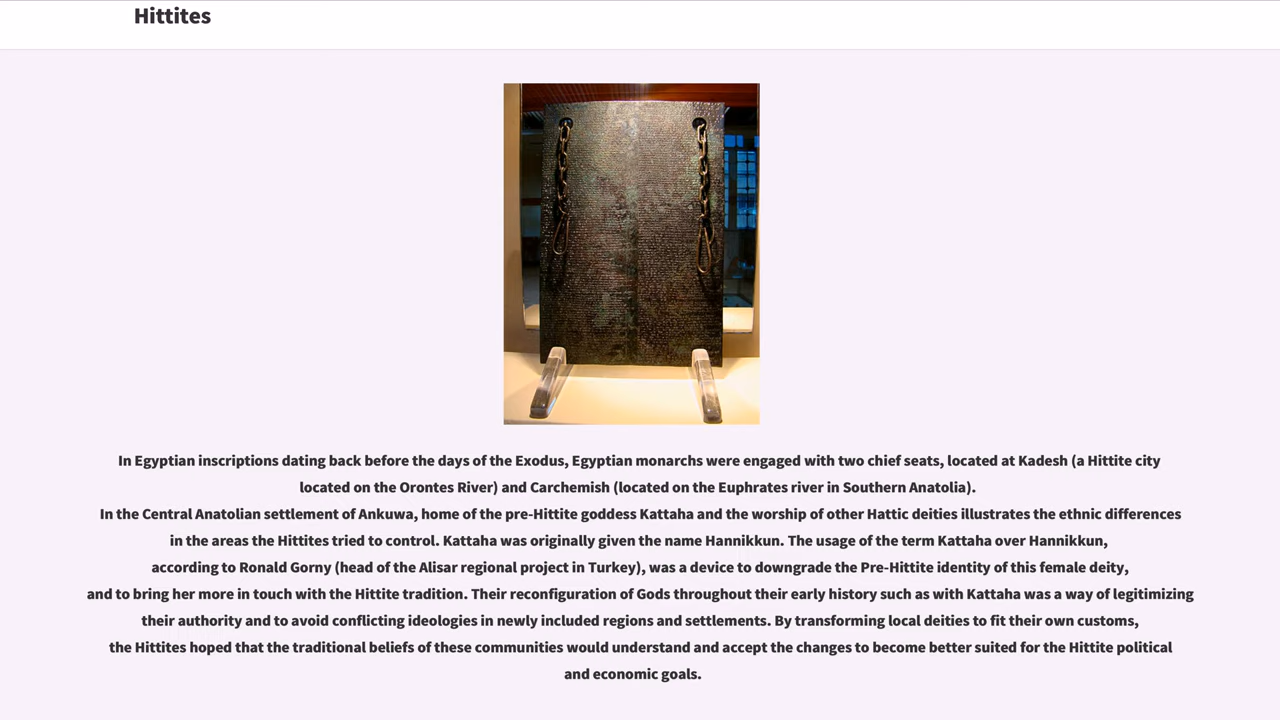 Hittites
In Egyptian inscriptions dating back before the days of the Exodus, Egyptian monarchs were engaged with two chief seats, located at Kadesh (a Hittite city
located on the Orontes River) and Carchemish (located on the Euphrates river in Southern Anatolia).
In the Central Anatolian settlement of Ankuwa, home of the pre-Hittite goddess Kattaha and the worship of other Hattic deities illustrates the ethnic differences
in the areas the Hittites tried to control. Kattaha was originally given the name Hannikkun. The usage of the term Kattaha over Hannikkun,
according to Ronald Gorny (head of the Alisar regional project in Turkey), was a device to downgrade the Pre-Hittite identity of this female deity,
and to bring her more in touch with the Hittite tradition. Their reconfiguration of Gods throughout their early history such as with Kattaha was a way of legitimizing
their authority and to avoid conflicting ideologies in newly included regions and settlements. By transforming local deities to fit their own customs,
the Hittites hoped that the traditional beliefs of these communities would understand and accept the changes to become better suited for the Hittite political
and economic goals.